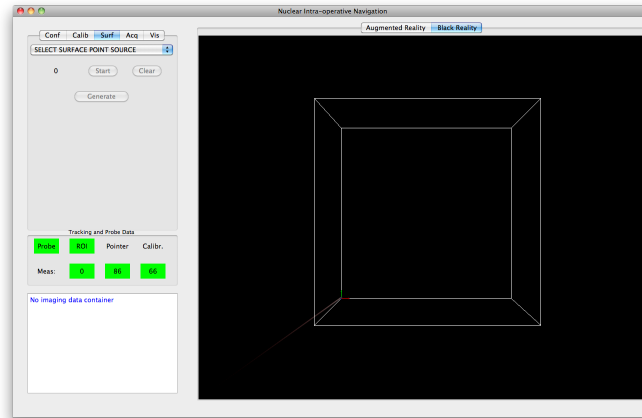 Nuclear Intra-operative Navigation
Conf Calib Surf Acq Vis
SELECT SURFACE POINT SOURCE
0 Start Clear
Generate
Tracking and Probe Data
Probe ROI Pointer Calibr.
Meas: 0 86 66
No imaging data container
Augmented Reality Black Reality